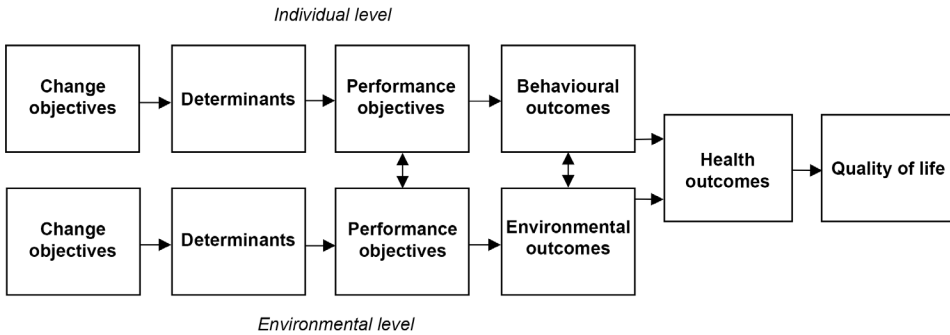 Individual level
Change
objectives
Determinants
Performance
objectives
Behavioural
outcomes
Health
outcomes
Quality of life
Change
objectives
Determinants
Performance
objectives
Environmental
outcomes
Environmental level